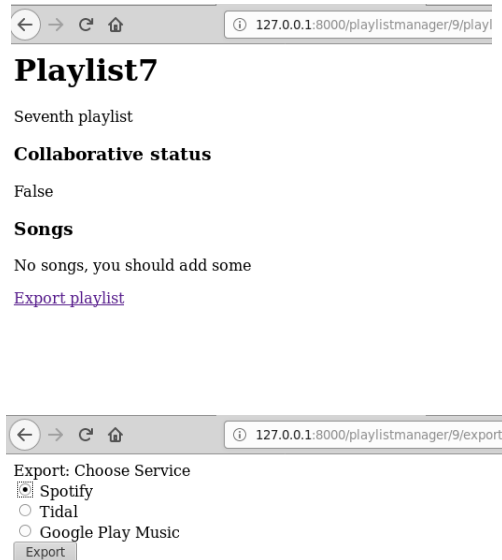 127.0.0.1:8000/playlistmanager/9/playl
Playlist7
Seventh playlist
Collaborative status
False
Songs
No songs, you should add some
Export playlist
127.0.0.1:8000/playlistmanager/9/export
Export: Choose Service
Spotify
Tidal
Google Play Music
Export